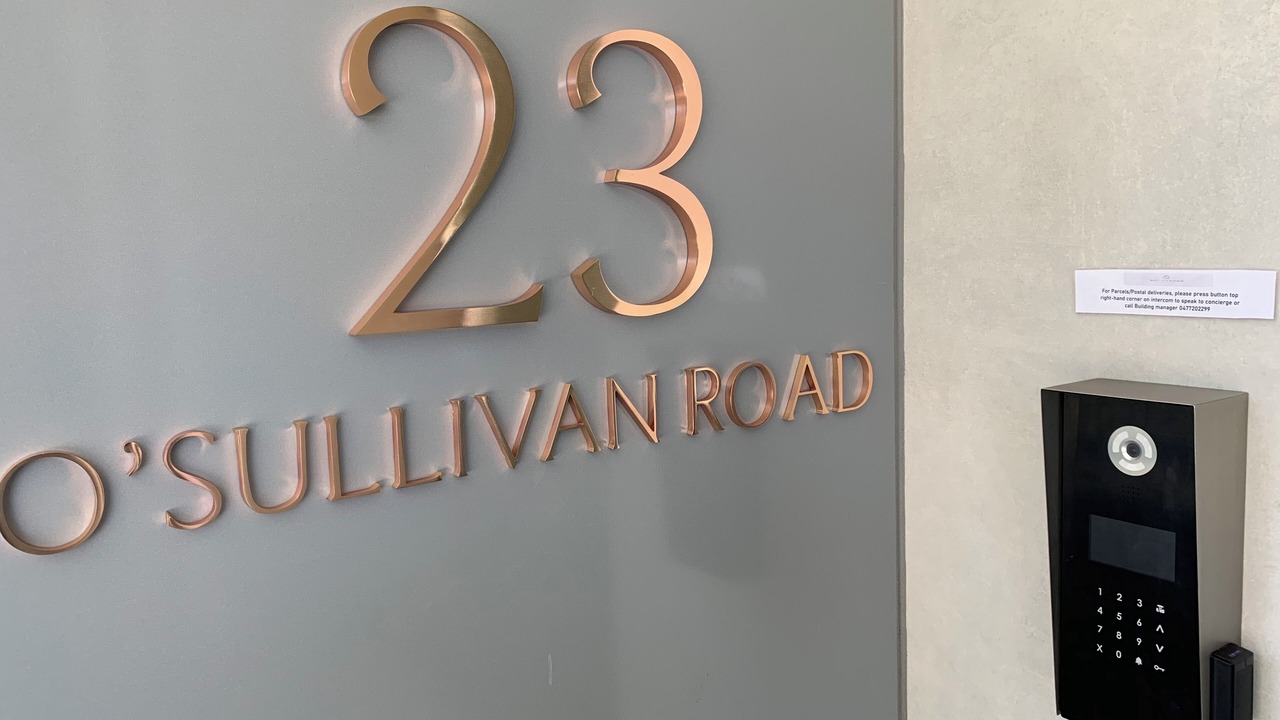 23
O'SULLIVAN ROAD
For Parcels/Postal deliveries, please press button top
right-hand corner on intercom to speak to concierge or
call Building manager 0477202299
1 2 3
4 5 6
7 8 9
X 0